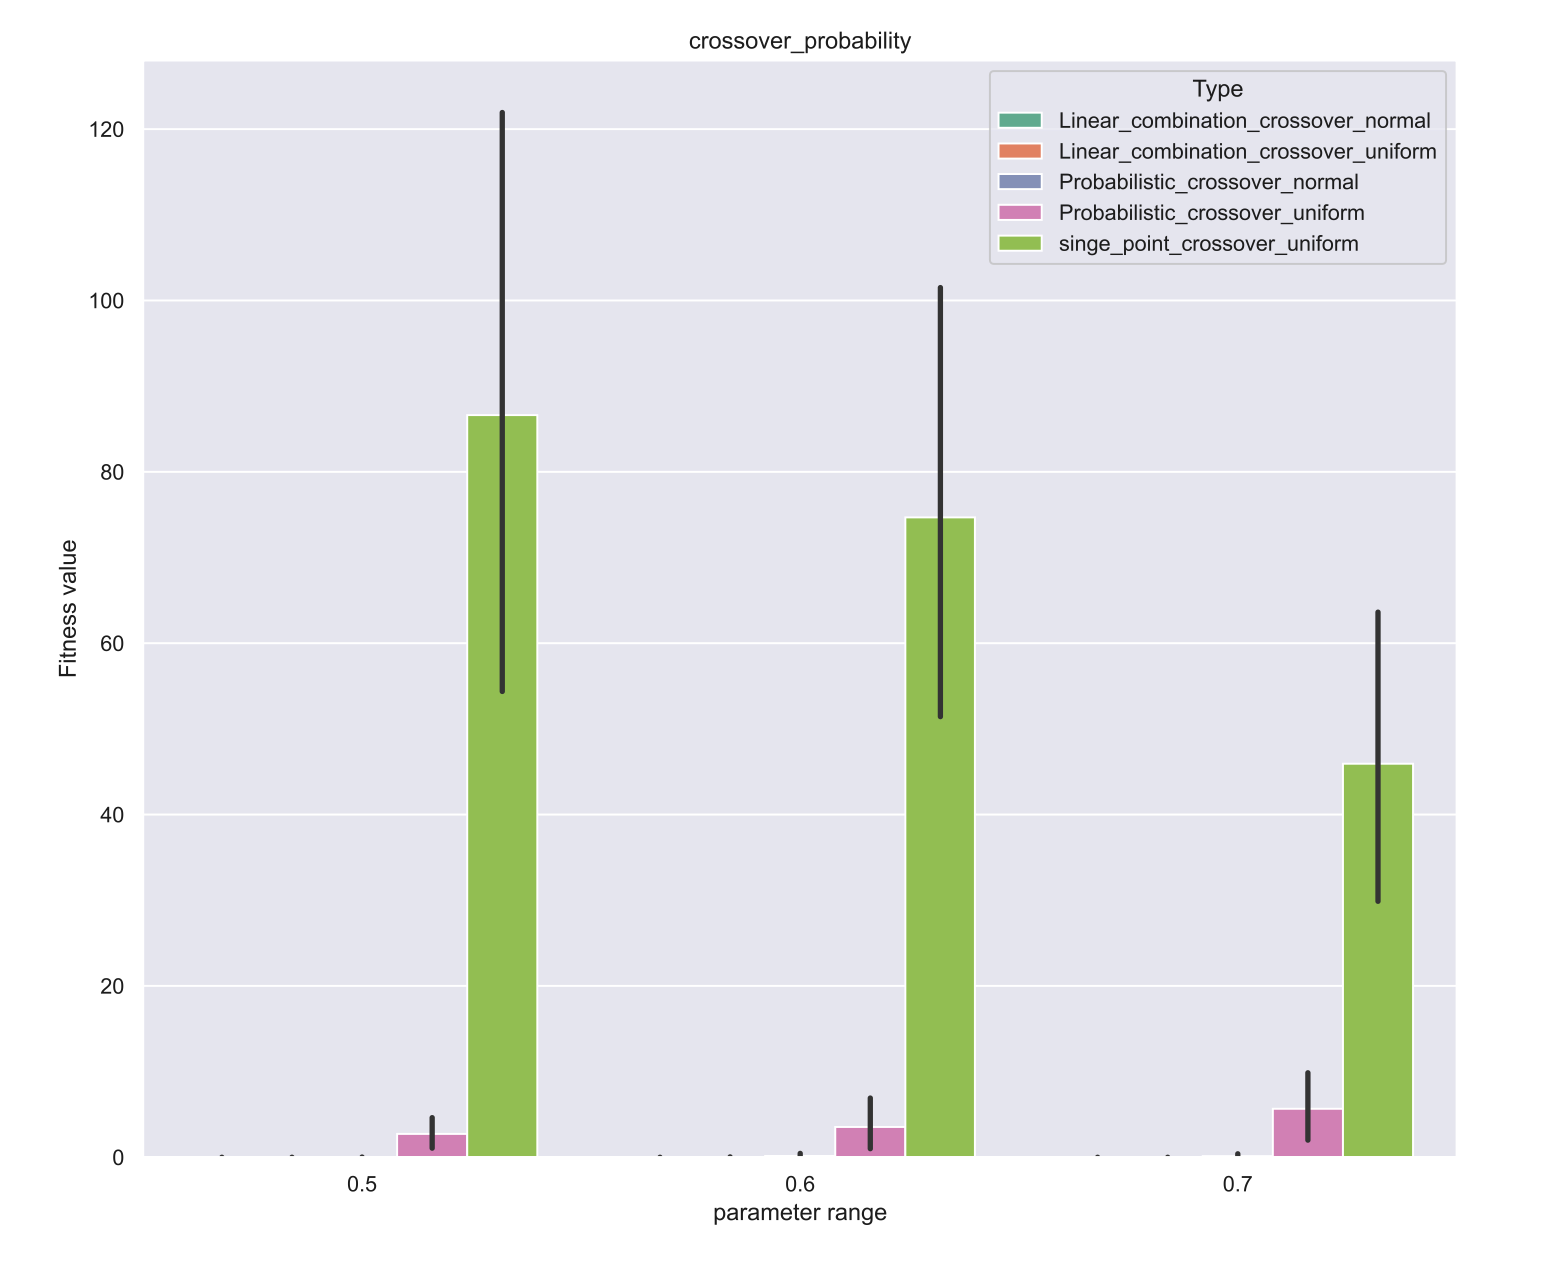 crossover_probability
Type
Linear_combination_crossover_normal
Linear_combination_crossover_uniform
Probabilistic_crossover_normal
Probabilistic_crossover_uniform
singe_point_crossover_uniform
120
100
80
60
40
20
0
Fitness value
0.5 0.6 0.7
parameter range